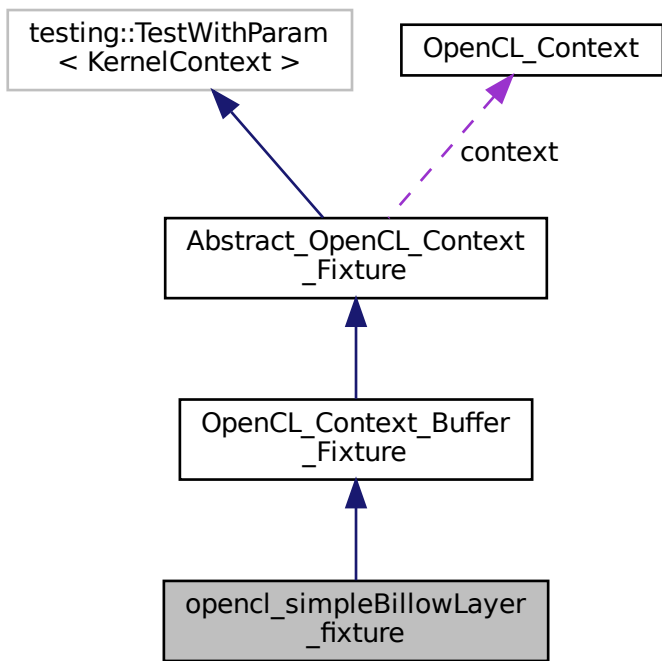 testing::TestWithParam
< KernelContext >
OpenCL_Context
context
Abstract_OpenCL_Context
_Fixture
OpenCL_Context_Buffer
_Fixture
opencl_simpleBillowLayer
_fixture